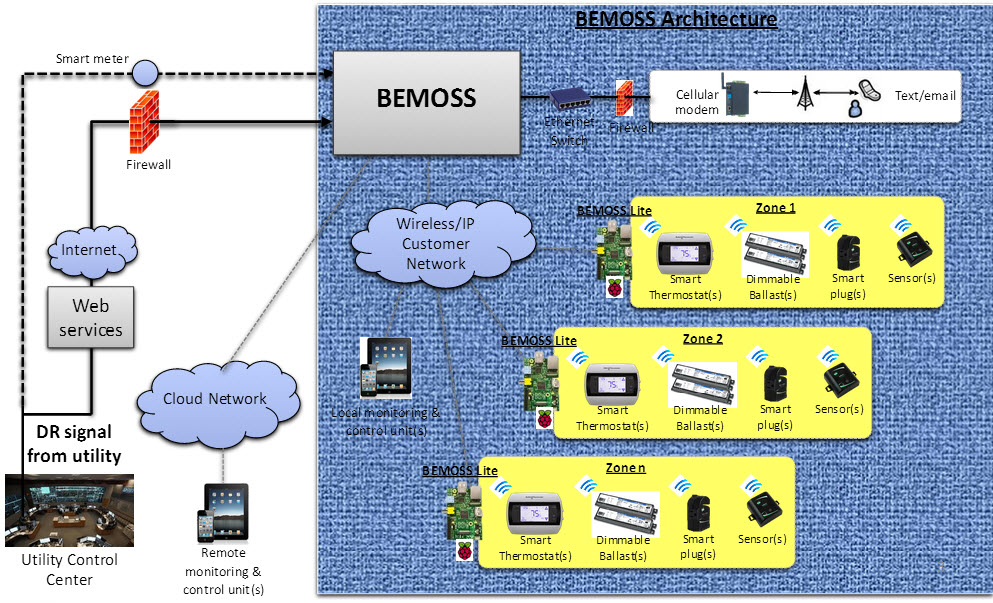 BEMOSS Architecture
Smart meter
BEMOSS
Firewall
Ethernet
Switch
Firewall
Cellular
modem
Text/email
Internet
Web
services
Wireless/IP
Customer
Network
BEMOSS Lite
Zone 1
Smart
Thermostat(s)
Dimmable
Ballast(s)
Smart
plug(s)
Sensor(s)
BEMOSS Lite
Zone 2
Smart
Thermostat(s)
Dimmable
Ballast(s)
Smart
plug(s)
Sensor(s)
Local monitoring &
control unit(s)
Cloud Network
DR signal
from utility
BEMOSS Lite
Zone n
Smart
Thermostat(s)
Dimmable
Ballast(s)
Smart
plug(s)
Sensor(s)
Utility Control
Center
Remote
monitoring &
control unit(s)